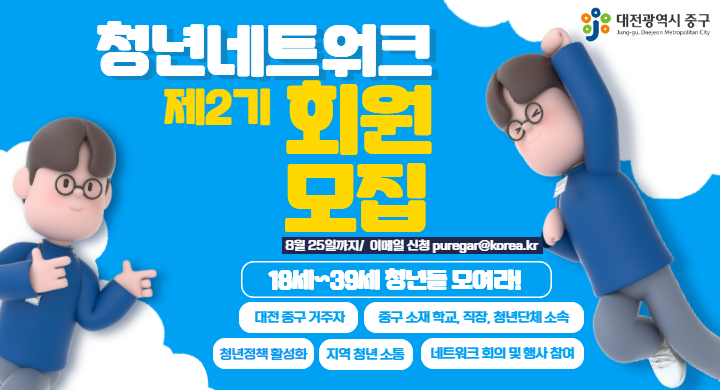 대전광역시 중구
Jung-gu, Daejeon Metropolitan City
청년네트워크
제2기 회원
모집
8월 25일까지/ 이메일 신청 puregar@korea.kr
18세~39세 청년들 모여라!
대전 중구 거주자
중구 소재 학교, 직장, 청년단체 소속
청년정책 활성화
지역 청년 소통
네트워크 회의 및 행사 참여